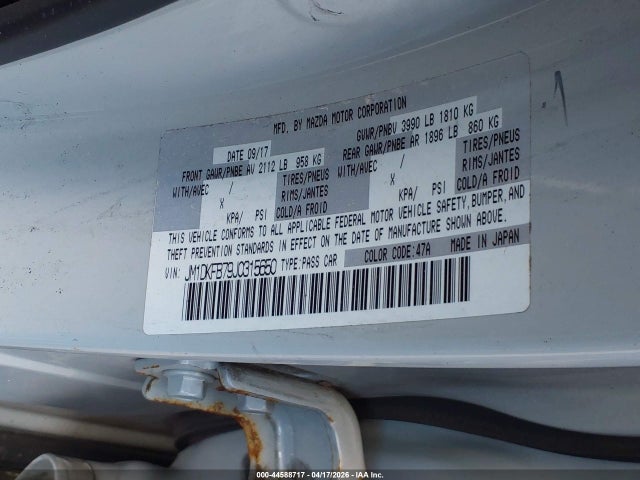 MFD. BY MAZDA MOTOR CORPORATION
DATE 09/17 GVWR/PNBV 3990 LB 1810 KG
FRONT GAWR/PNBE AV 2112 LB 958 KG REAR GAWR/PNBE AR 1896 LB 860 KG
WITH/AVEC / TIRES/PNEUS WITH/AVEC / TIRES/PNEUS
X RIMS/JANTES X RIMS/JANTES
KPA/ PSI COLD/A FROID KPA/ PSI COLD/A FROID
THIS VEHICLE CONFORMS TO ALL APPLICABLE FEDERAL MOTOR VEHICLE SAFETY, BUMPER, AND
THEFT PREVENTION STANDARDS IN EFFECT ON THE DATE OF MANUFACTURE SHOWN ABOVE.
VIN: JM1DKFB79J0315650 TYPE:PASS CAR COLOR CODE:47A MADE IN JAPAN
000-44588717 - 04/17/2026 - IAA Inc.